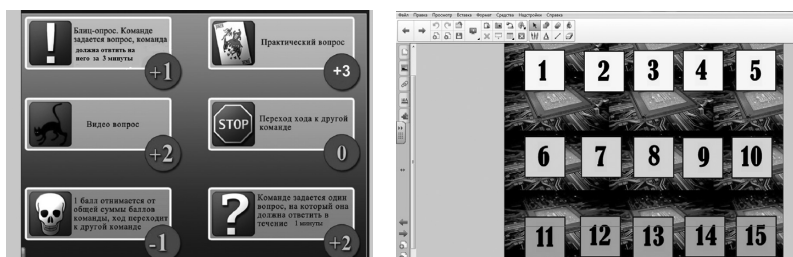 Блиц-опрос. Команде
задается вопрос, команда
должна ответить на
него за 3 минуты
+1
Практический вопрос
+3
Видео вопрос
+2
STOP
Переход хода к другой
команде
0
1 балл отнимается от
общей суммы баллов
команды, ход переходит
к другой команде
-1
Команде задается один
вопрос, на который она
должна ответить в
течение 1 минуты
+2
Файл Правка Просмотр Вставка Формат Средства Надстройки Справка
1 2 3 4 5
6 7 8 9 10
11 12 13 14 15